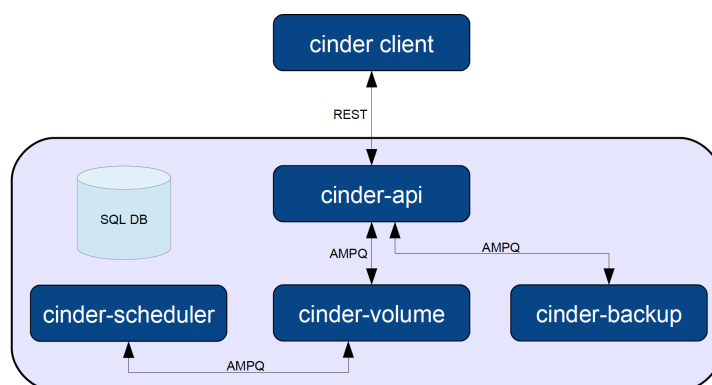 cinder client
REST
cinder-api
SQL DB
AMPQ
AMPQ
cinder-scheduler
cinder-volume
cinder-backup
AMPQ